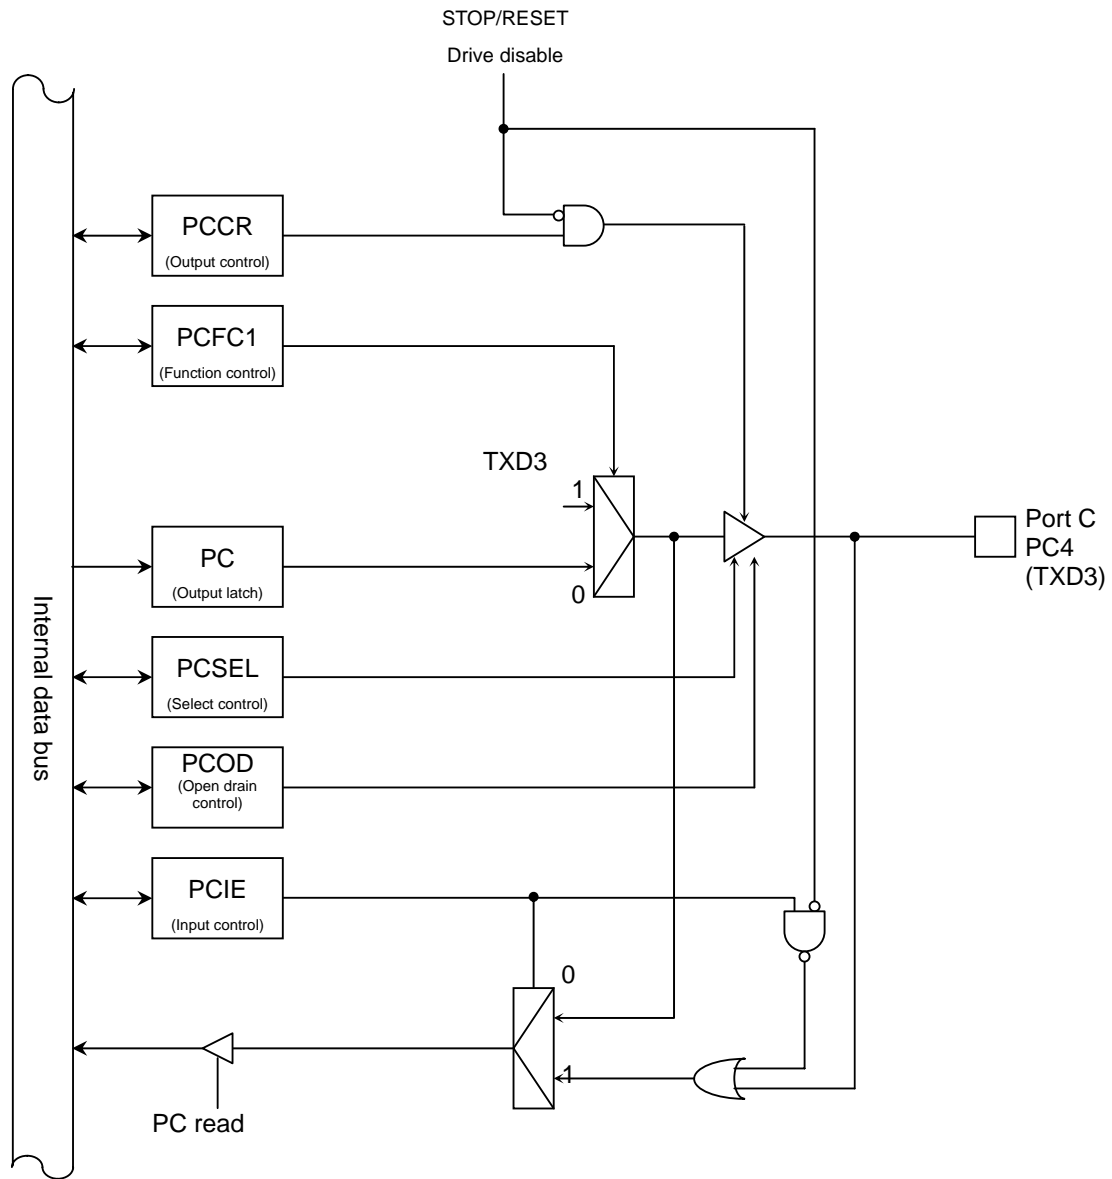 STOP/RESET
Drive disable
PCCR
(Output control)
PCFC1
(Function control)
TXD3
1
Port C
PC4
(TXD3)
PC
(Output latch)
0
Internal data bus
PCSEL
(Select control)
PCOD
(Open drain
control)
PCIE
(Input control)
0
1
PC read